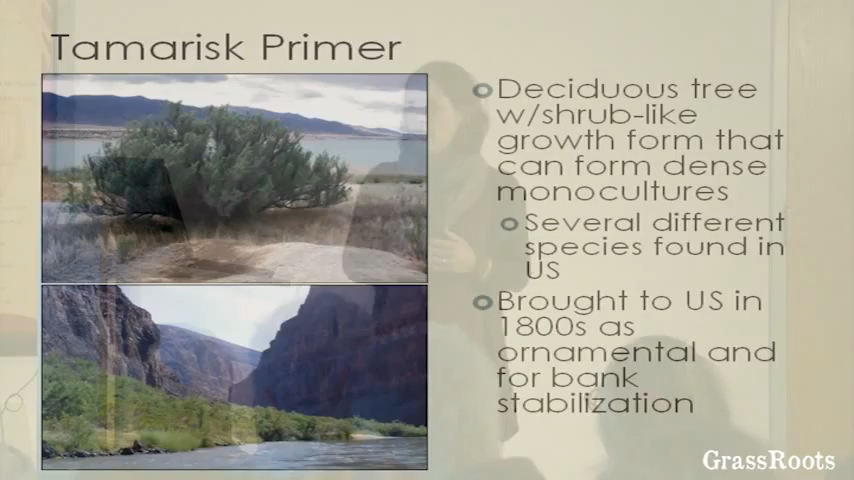 Tamarisk Primer
Deciduous tree
w/shrub-like
growth form that
can form dense
monocultures
Several different
species found in
US
Brought to US in
1800s as
ornamental and
for bank
stabilization
GrassRoots